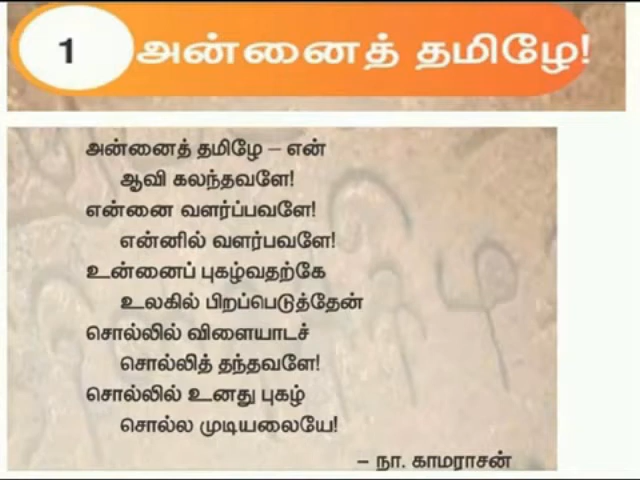 1 அன்னைத் தமிழே!
அன்னைத் தமிழே – என்
ஆவி கலந்தவளே!
என்னை வளர்ப்பவளே!
என்னில் வளர்பவளே!
உன்னைப் புகழ்வதற்கே
உலகில் பிறப்பெடுத்தேன்
சொல்லில் விளையாடச்
சொல்லித் தந்தவளே!
சொல்லில் உனது புகழ்
சொல்ல முடியலையே!
– நா. காமராசன்